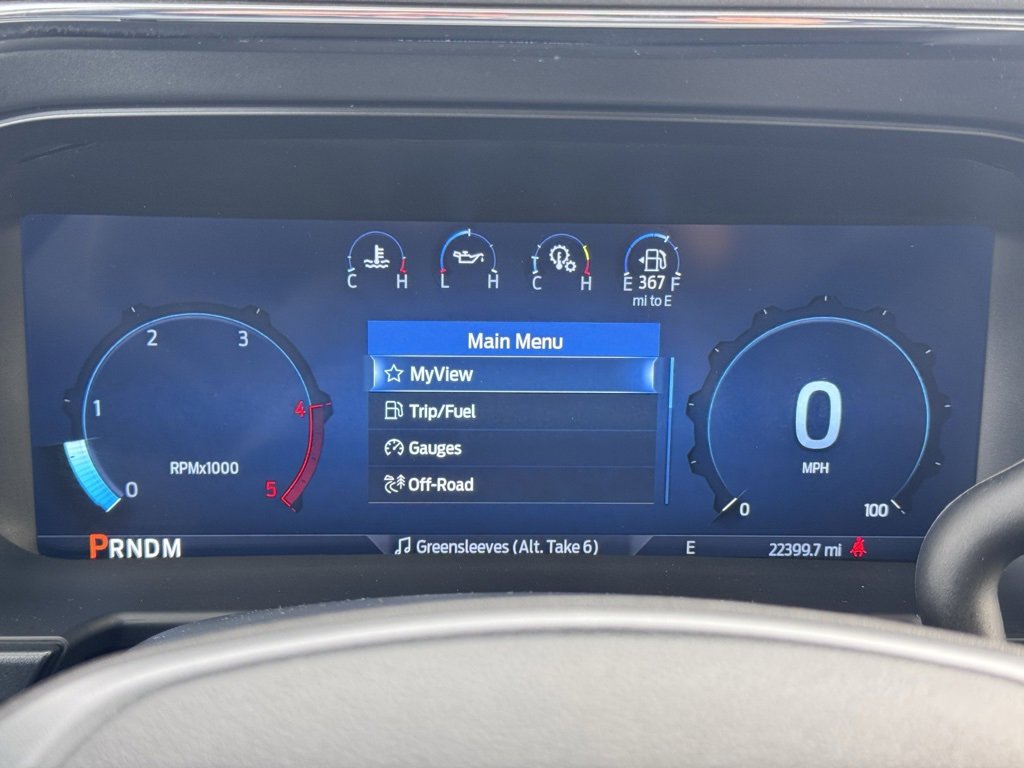 C H
L H
C H
E 367 F
mi to E
Main Menu
MyView
Trip/Fuel
Gauges
Off-Road
0
1
2
3
4
5
RPMx1000
0
MPH
0
100
PRNDM
Greensleeves (Alt. Take 6)
E
22399.7 mi